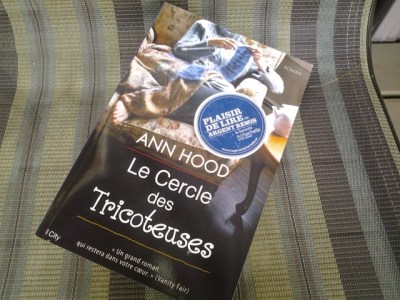 PLAISIR
DE LIRE OU
ARGENT REMIS
ANN HOOD
Le Cercle
des
Tricoteuses
City
« Un grand roman
qui restera dans votre cœur. » (Vanity Fair)